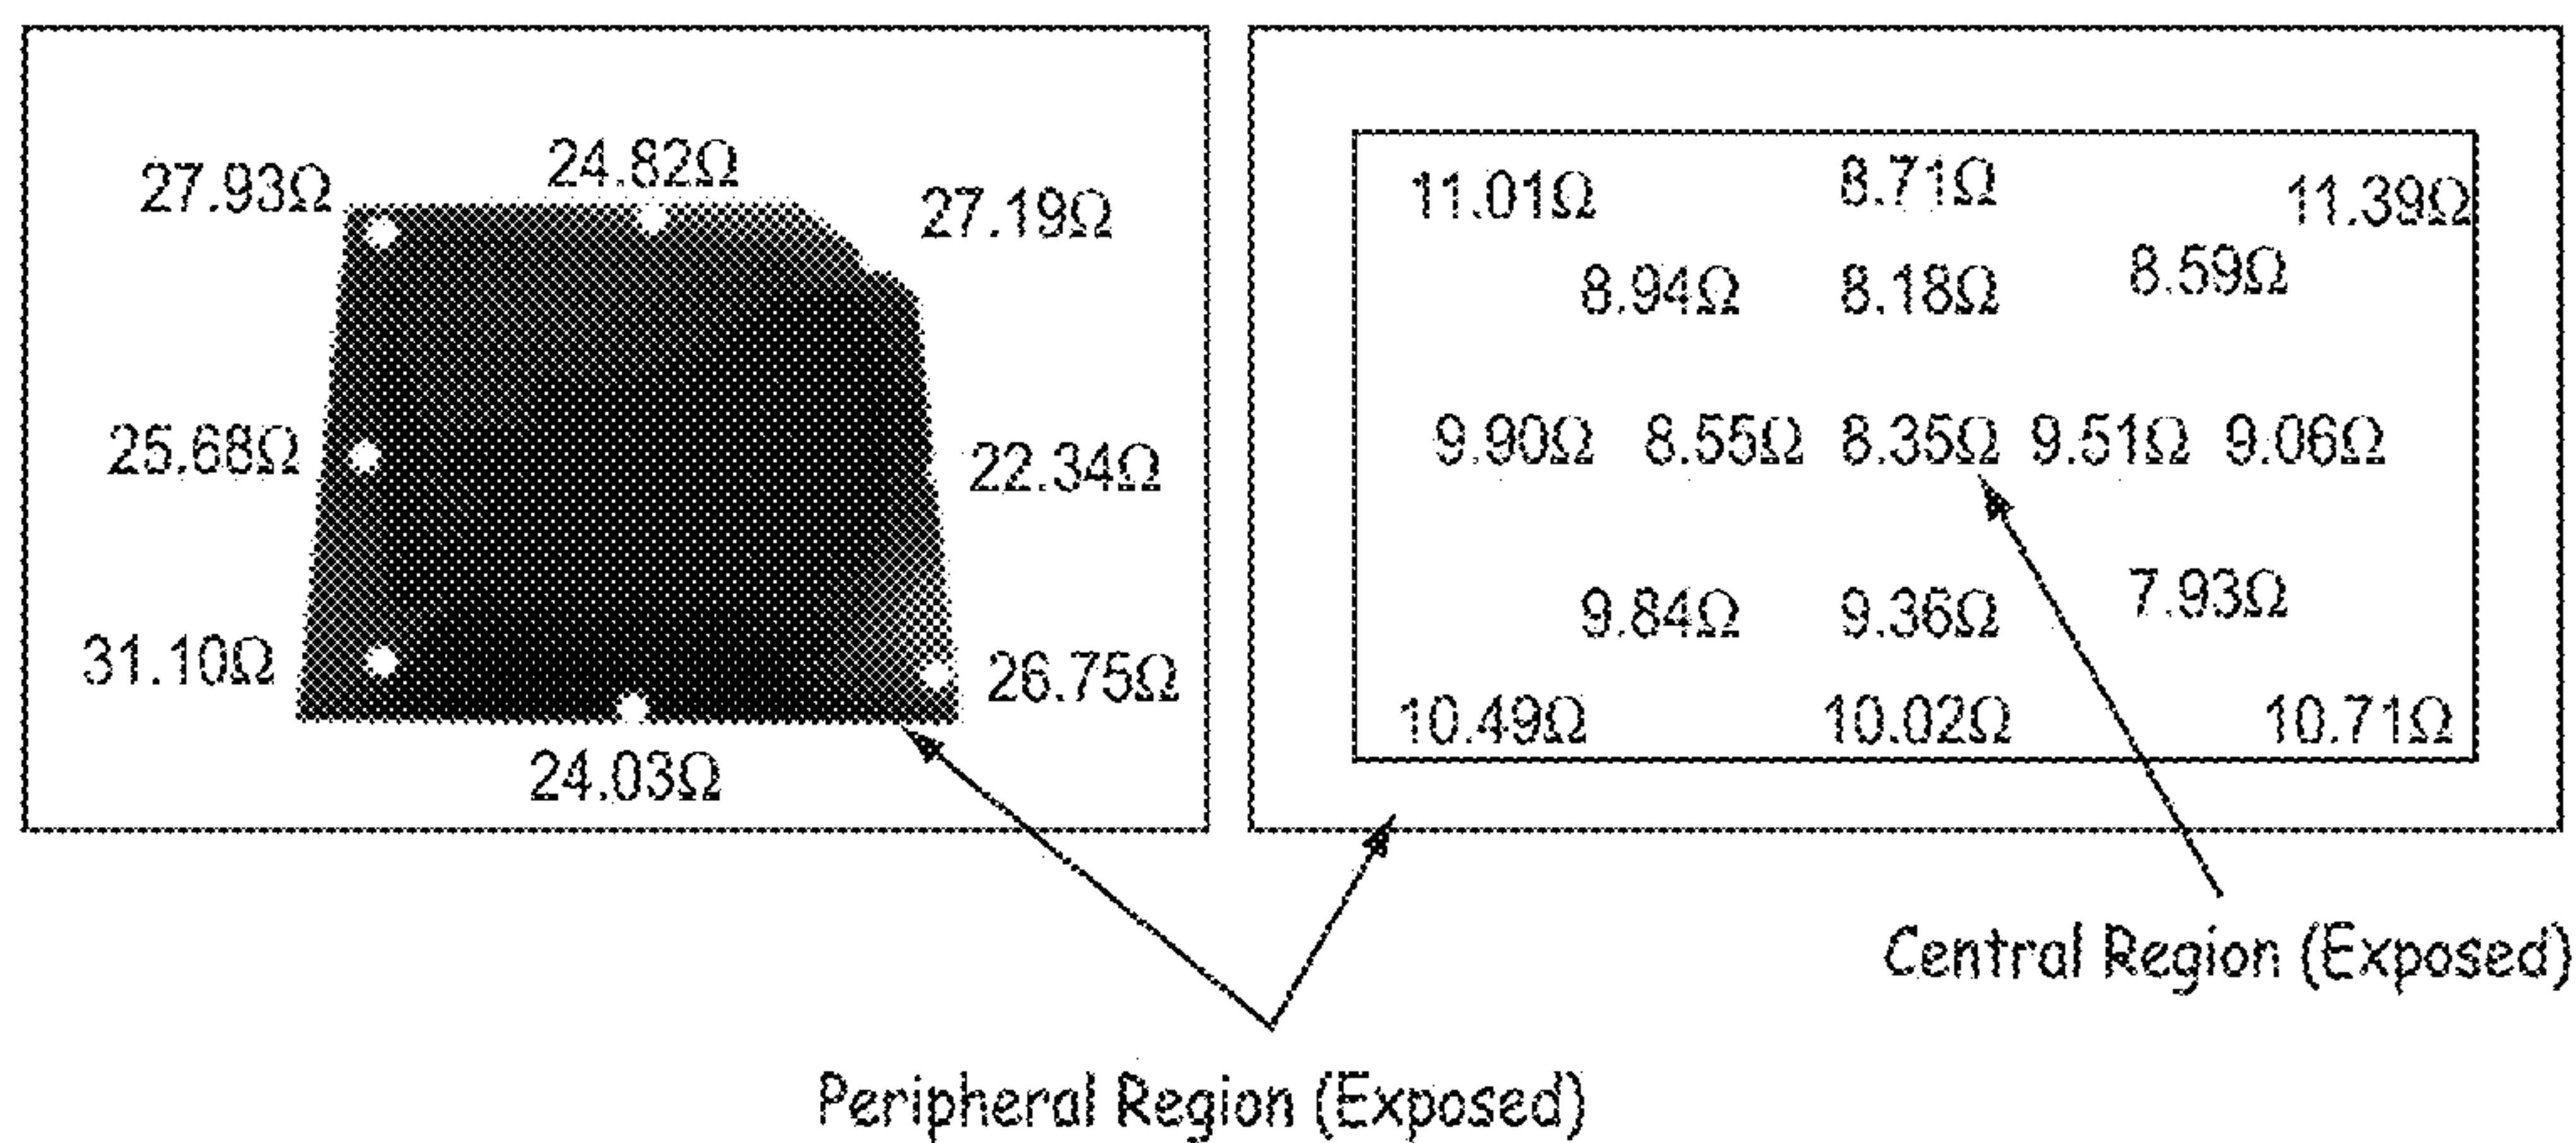 27.93Ω 24.82Ω 27.19Ω
25.68Ω 22.34Ω
31.10Ω 26.75Ω
24.03Ω
11.01Ω 8.71Ω 11.39Ω
8.94Ω 8.18Ω 8.59Ω
9.90Ω 8.55Ω 8.35Ω 9.51Ω 9.06Ω
9.84Ω 9.36Ω 7.93Ω
10.49Ω 10.02Ω 10.71Ω
Central Region (Exposed)
Peripheral Region (Exposed)